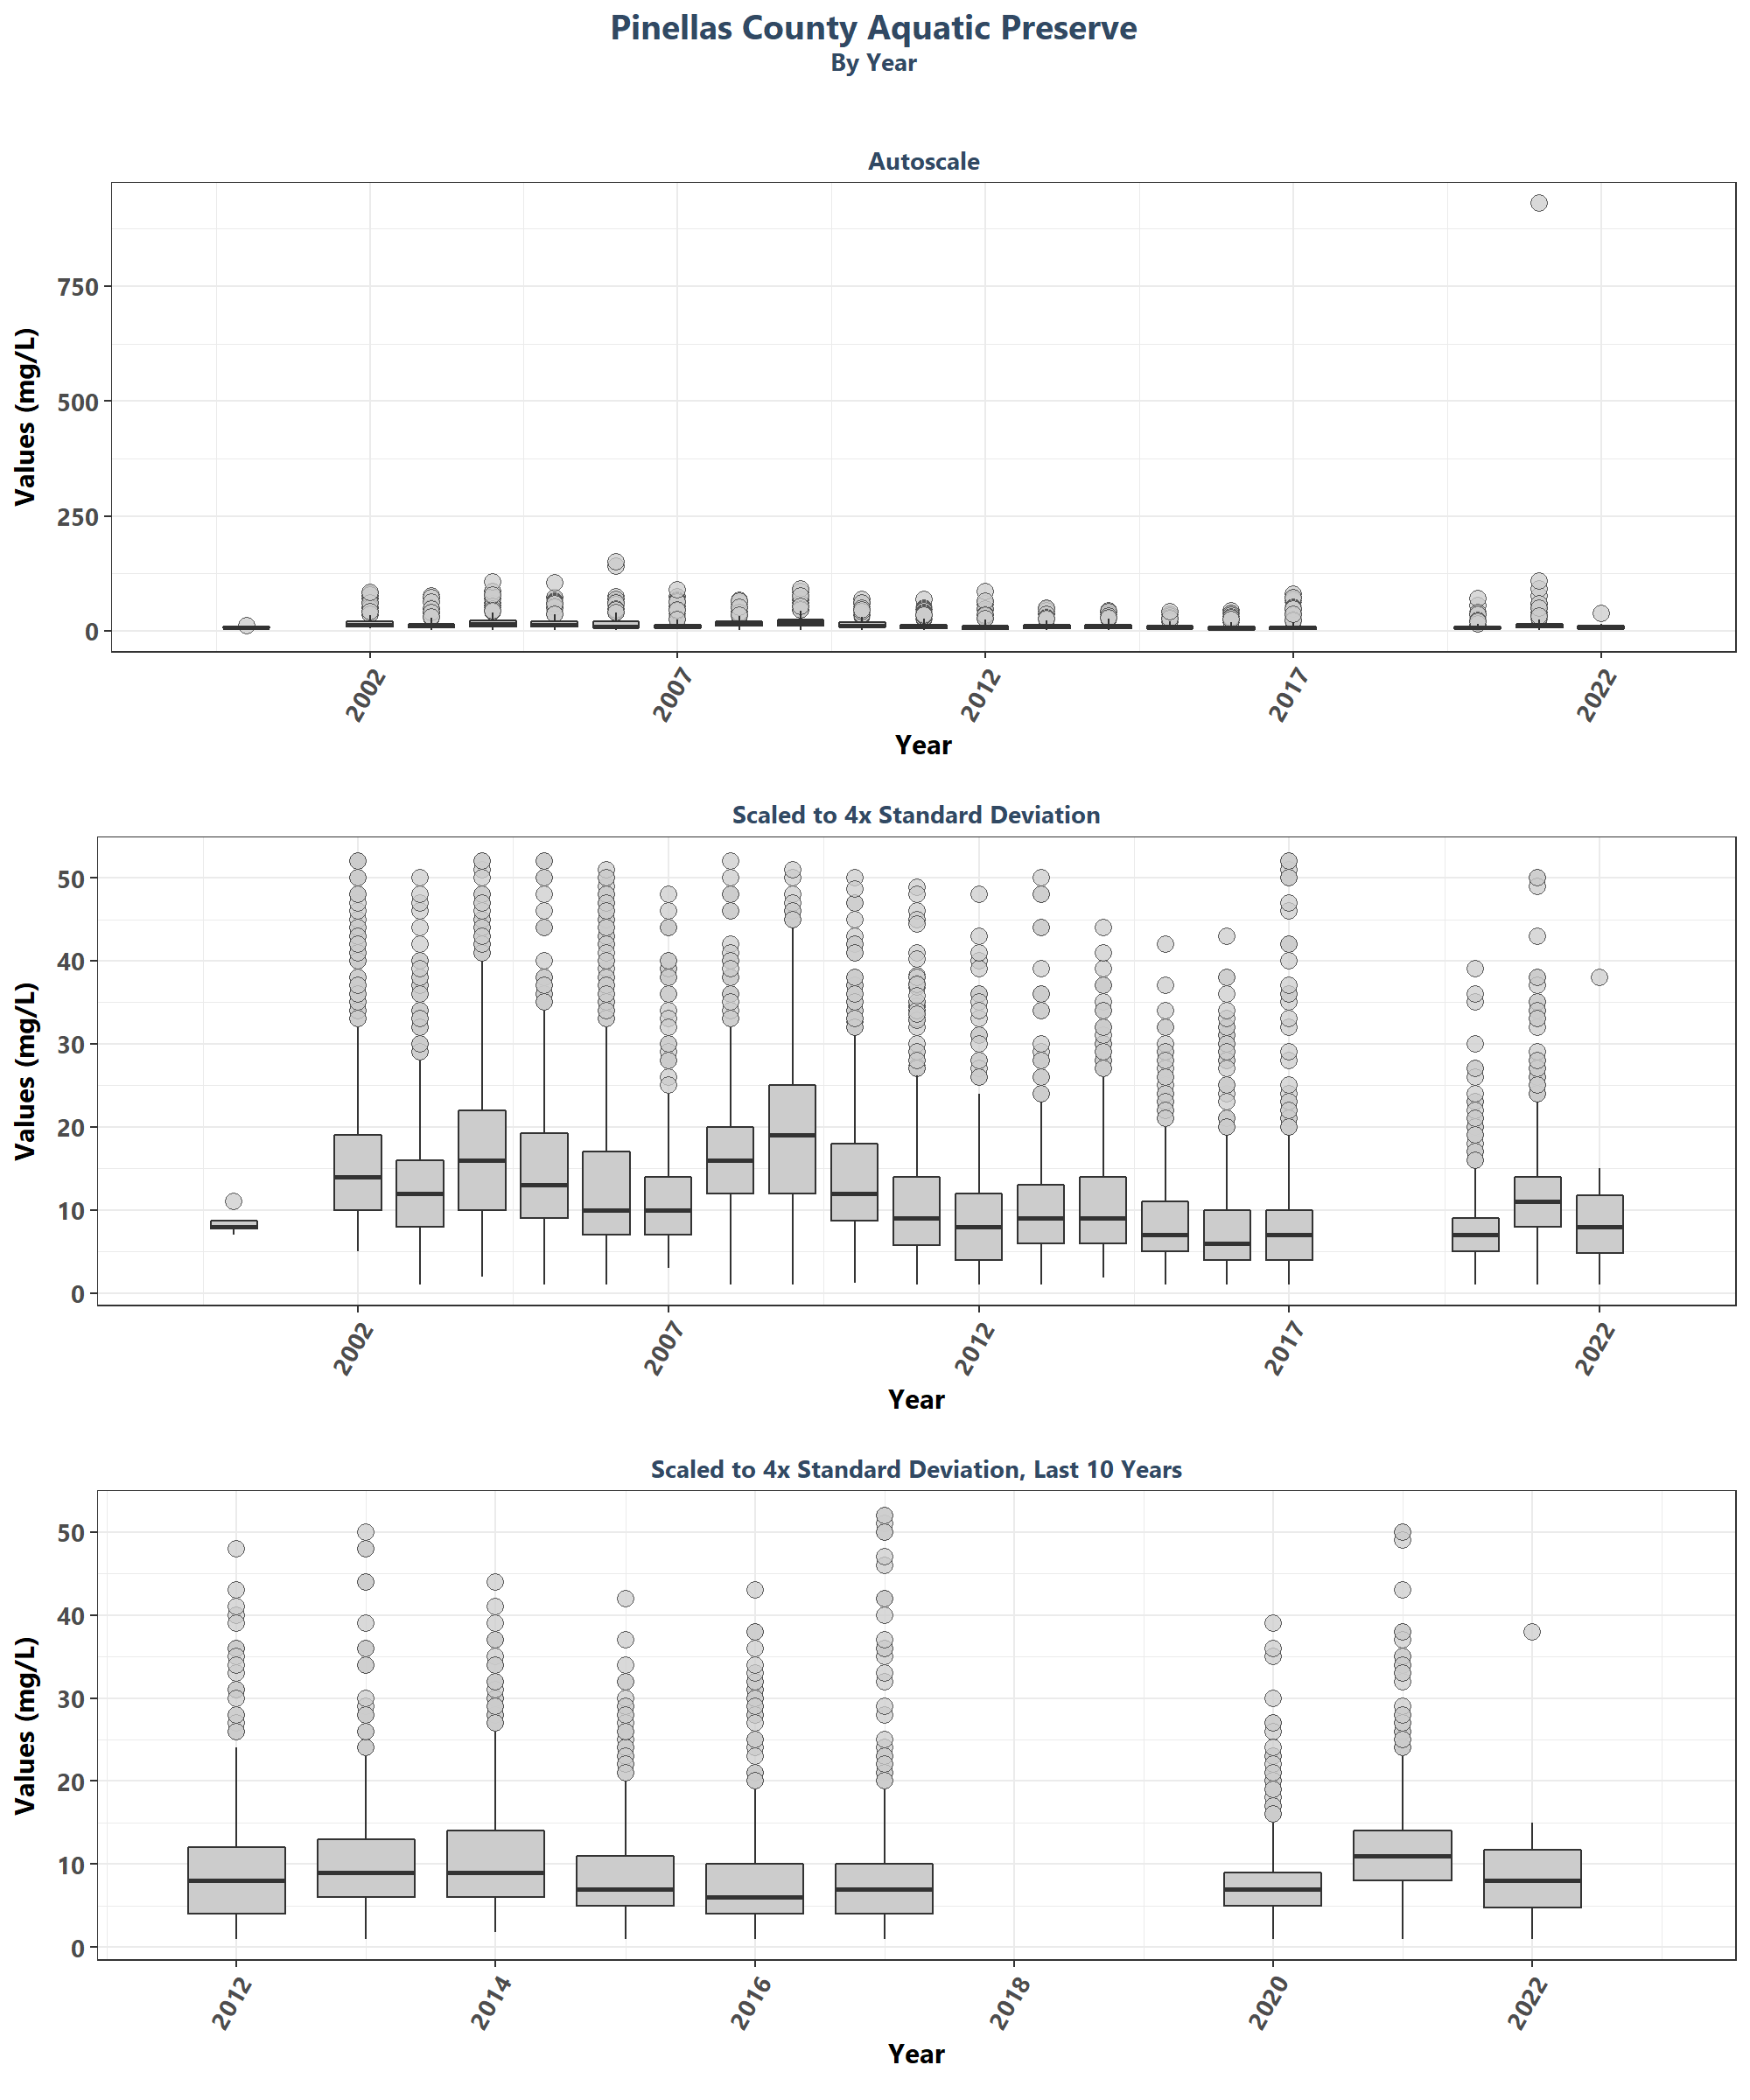 Pinellas County Aquatic Preserve
By Year
Autoscale
Values (mg/L)
750
500
250
0
2002
2007
2012
2017
2022
Year
Scaled to 4x Standard Deviation
Values (mg/L)
50
40
30
20
10
0
2002
2007
2012
2017
2022
Year
Scaled to 4x Standard Deviation, Last 10 Years
Values (mg/L)
50
40
30
20
10
0
2012
2014
2016
2018
2020
2022
Year